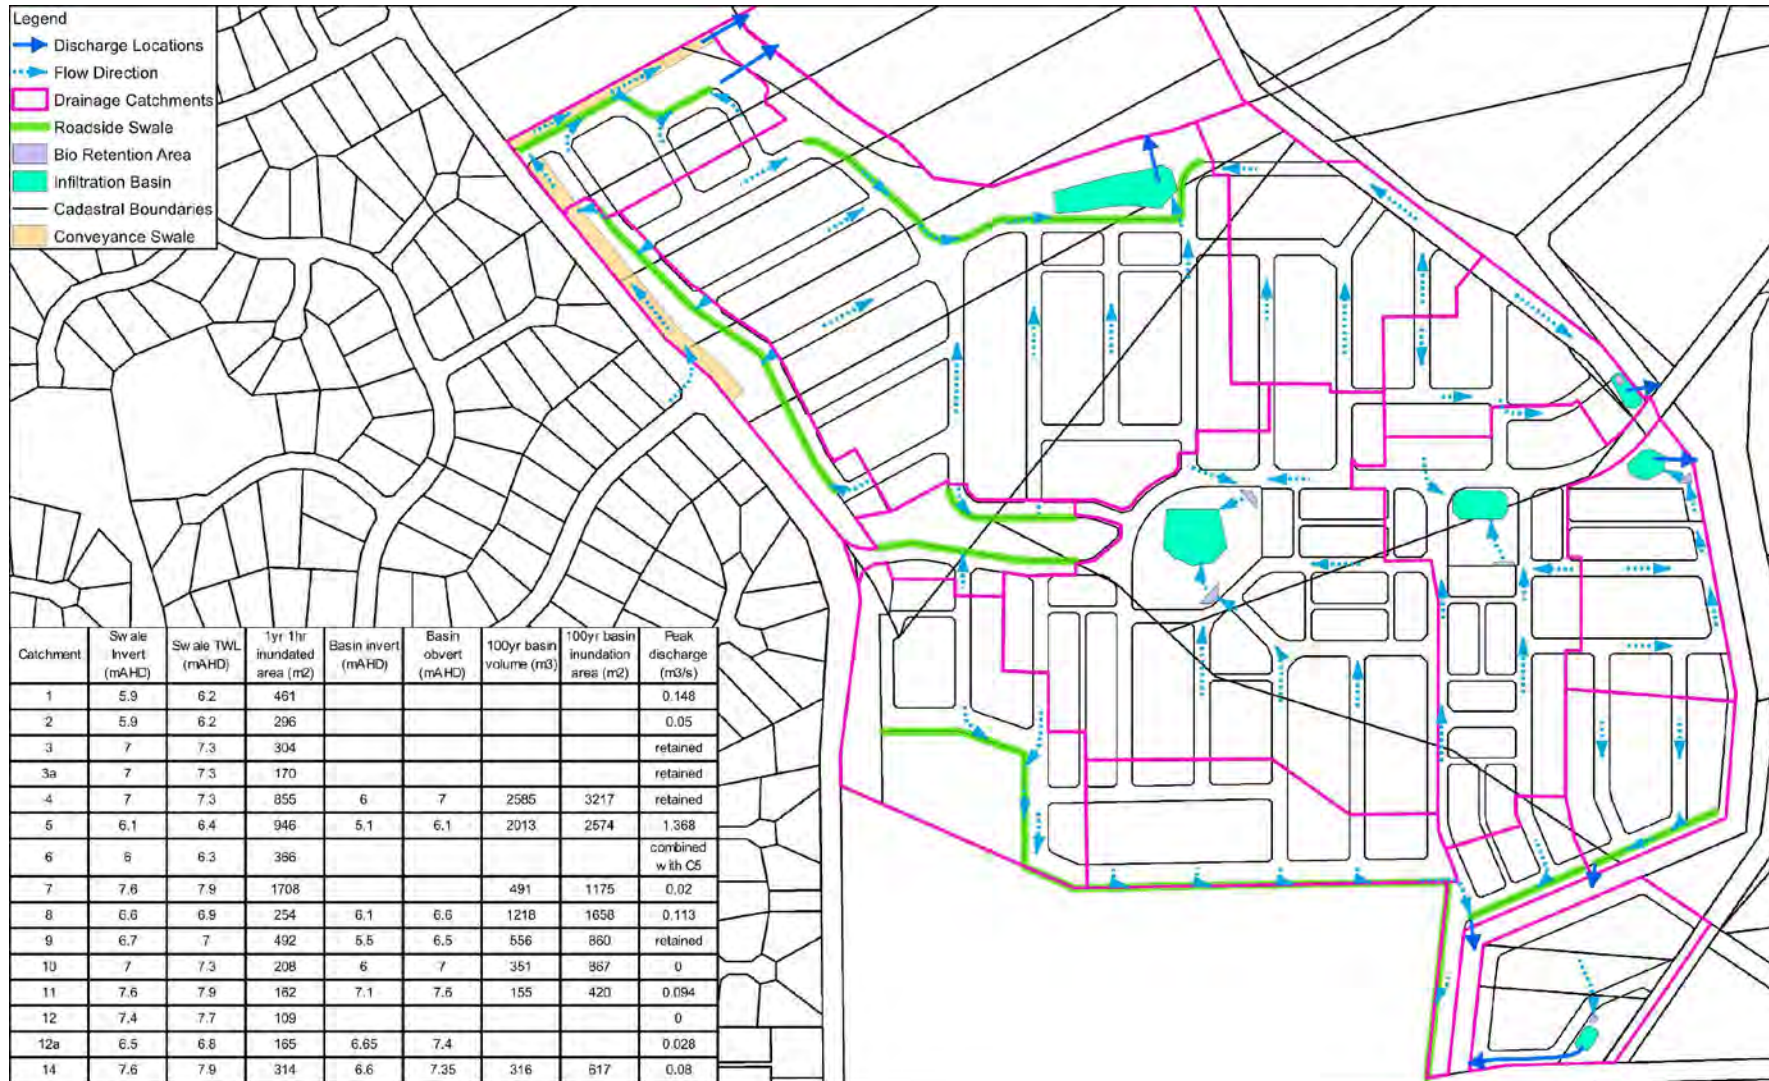 Legend
Discharge Locations
Flow Direction
Drainage Catchments
Roadside Swale
Bio Retention Area
Infiltration Basin
Cadastral Boundaries
Conveyance Swale
Catchment Swale Invert (mAHD) Swale TWL (mAHD) 1yr 1hr inundated area (m2) Basin invert (mAHD) Basin obvert (mAHD) 100yr basin volume (m3) 100yr basin inundation area (m2) Peak discharge (m3/s)
1 5.9 6.2 461 0.148
2 5.9 6.2 296 0.05
3 7 7.3 304 retained
3a 7 7.3 170 retained
4 7 7.3 855 6 7 2585 3217 retained
5 6.1 6.4 946 5.1 6.1 2013 2574 1.368
6 6 6.3 366 combined with C5
7 7.6 7.9 1708 491 1175 0.02
8 6.6 6.9 254 6.1 6.6 1218 1658 0.113
9 6.7 7 492 5.5 6.5 556 860 retained
10 7 7.3 208 6 7 351 867 0
11 7.6 7.9 162 7.1 7.6 155 420 0.094
12 7.4 7.7 109 0
12a 6.5 6.8 165 6.65 7.4 0.028
14 7.6 7.9 314 6.6 7.35 316 617 0.08